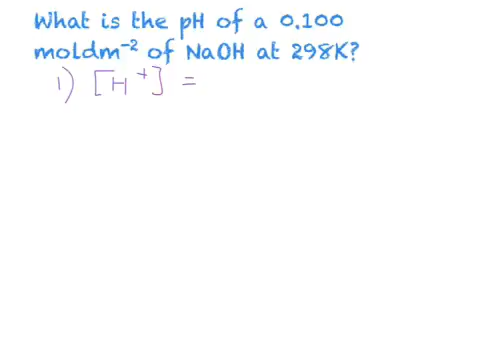 What is the pH of a 0.100
moldm⁻² of NaOH at 298K?
1) [H⁺] =